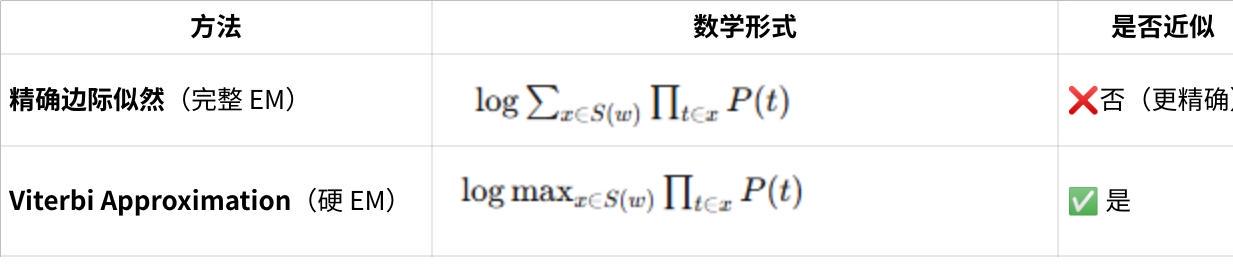 方法 数学形式 是否近似
精确边际似然（完整 EM） log ∑_{x∈S(w)} ∏_{t∈x} P(t) ❌否（更精确）
Viterbi Approximation（硬 EM） log max_{x∈S(w)} ∏_{t∈x} P(t) ✅ 是